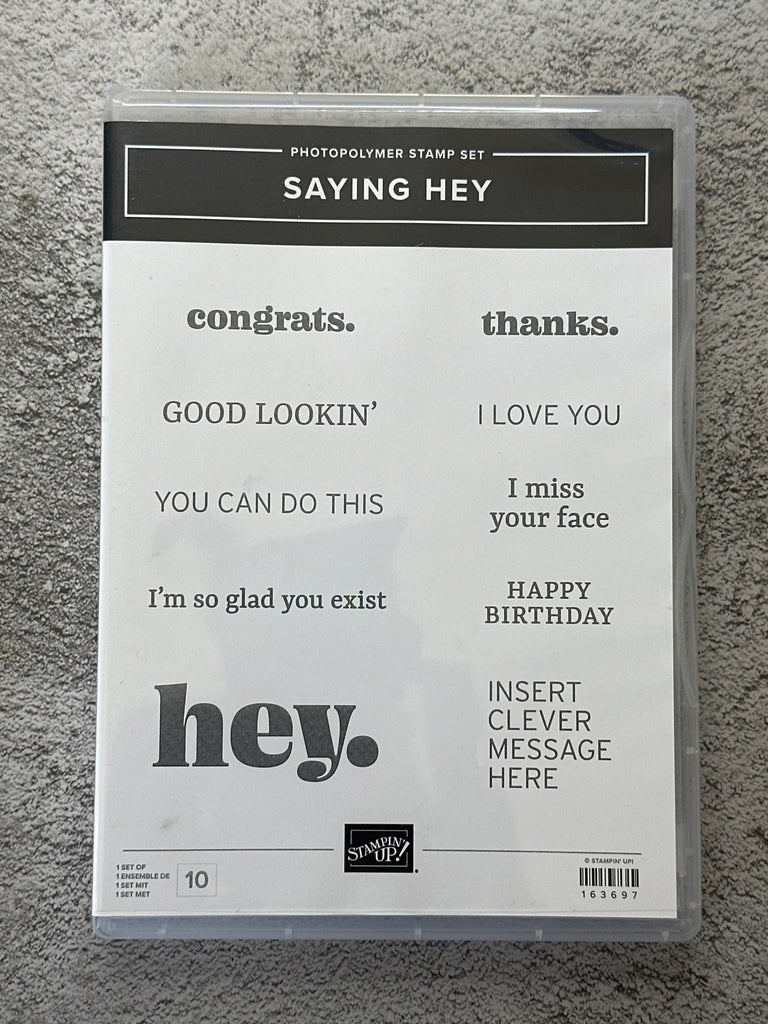 PHOTOPOLYMER STAMP SET
SAYING HEY
congrats.
thanks.
GOOD LOOKIN’
I LOVE YOU
YOU CAN DO THIS
I miss
your face
I’m so glad you exist
HAPPY
BIRTHDAY
hey.
INSERT
CLEVER
MESSAGE
HERE
STAMPIN’
UP!
1 SET OF
1 ENSEMBLE DE
1 SET MIT
1 SET MET
10
© STAMPIN’ UP!
163697